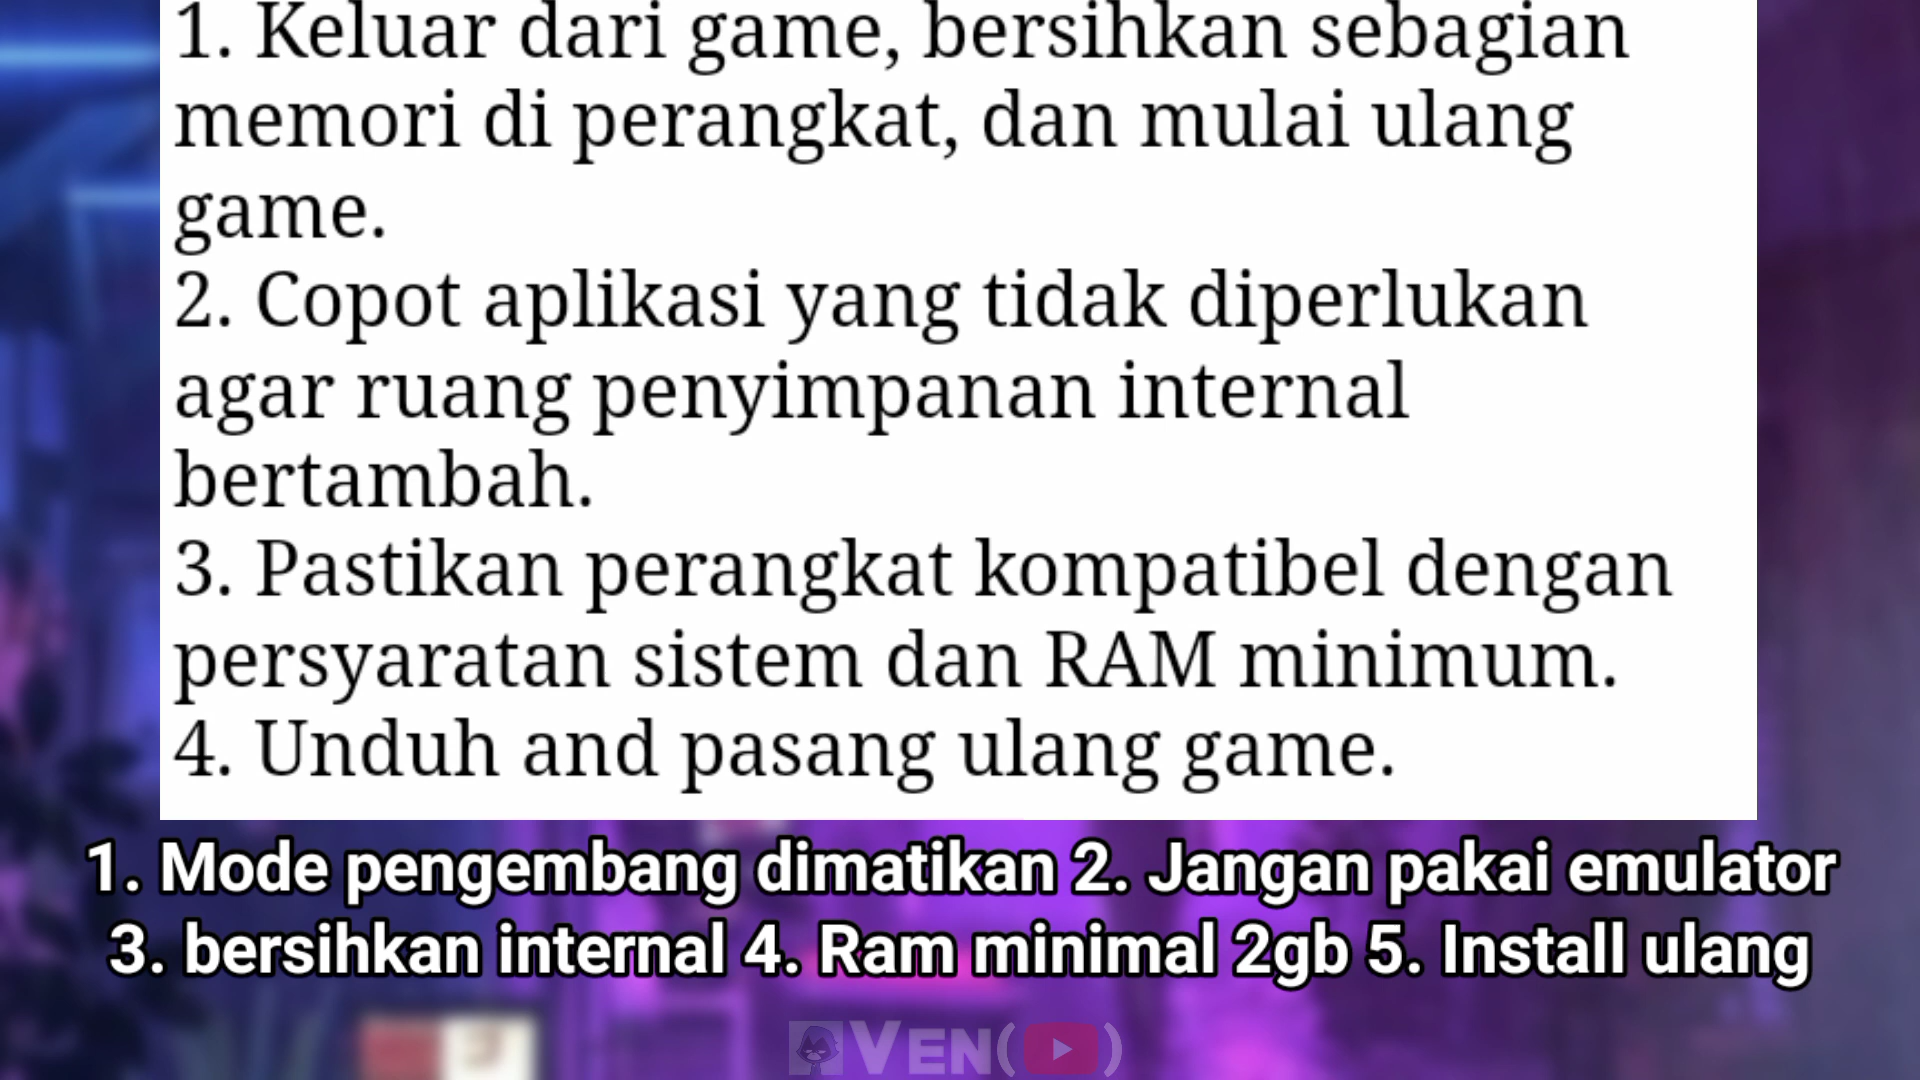 1. Keluar dari game, bersihkan sebagian
memori di perangkat, dan mulai ulang
game.
2. Copot aplikasi yang tidak diperlukan
agar ruang penyimpanan internal
bertambah.
3. Pastikan perangkat kompatibel dengan
persyaratan sistem dan RAM minimum.
4. Unduh and pasang ulang game.
1. Mode pengembang dimatikan 2. Jangan pakai emulator
3. bersihkan internal 4. Ram minimal 2gb 5. Install ulang
VEN( )